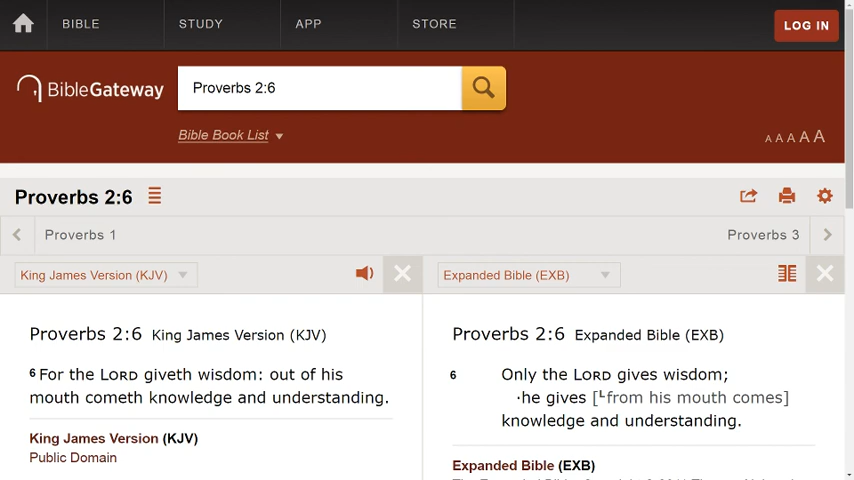 BIBLE STUDY APP STORE LOG IN
BibleGateway Proverbs 2:6
Bible Book List
A A A A A
Proverbs 2:6
Proverbs 1 Proverbs 3
King James Version (KJV)
Expanded Bible (EXB)
Proverbs 2:6 King James Version (KJV)
6 For the LORD giveth wisdom: out of his
mouth cometh knowledge and understanding.
King James Version (KJV)
Public Domain
Proverbs 2:6 Expanded Bible (EXB)
6 Only the LORD gives wisdom;
·he gives [Lfrom his mouth comes]
knowledge and understanding.
Expanded Bible (EXB)